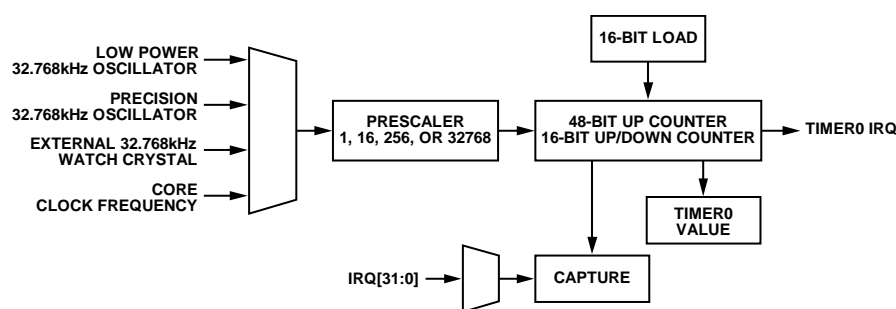 16-BIT LOAD
LOW POWER
32.768kHz OSCILLATOR
PRECISION
32.768kHz OSCILLATOR
EXTERNAL 32.768kHz
WATCH CRYSTAL
CORE
CLOCK FREQUENCY
PRESCALER
1, 16, 256, OR 32768
48-BIT UP COUNTER
16-BIT UP/DOWN COUNTER
TIMER0 IRQ
TIMER0
VALUE
IRQ[31:0]
CAPTURE